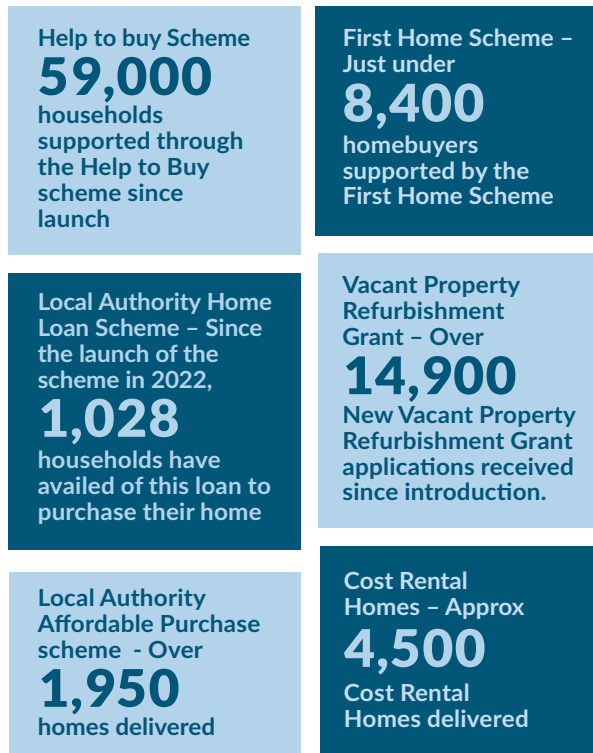 Help to buy Scheme
59,000
households
supported through
the Help to Buy
scheme since
launch
First Home Scheme –
Just under
8,400
homebuyers
supported by the
First Home Scheme
Local Authority Home
Loan Scheme – Since
the launch of the
scheme in 2022,
1,028
households have
availed of this loan to
purchase their home
Vacant Property
Refurbishment
Grant – Over
14,900
New Vacant Property
Refurbishment Grant
applications received
since introduction.
Local Authority
Affordable Purchase
scheme - Over
1,950
homes delivered
Cost Rental
Homes – Approx
4,500
Cost Rental
Homes delivered